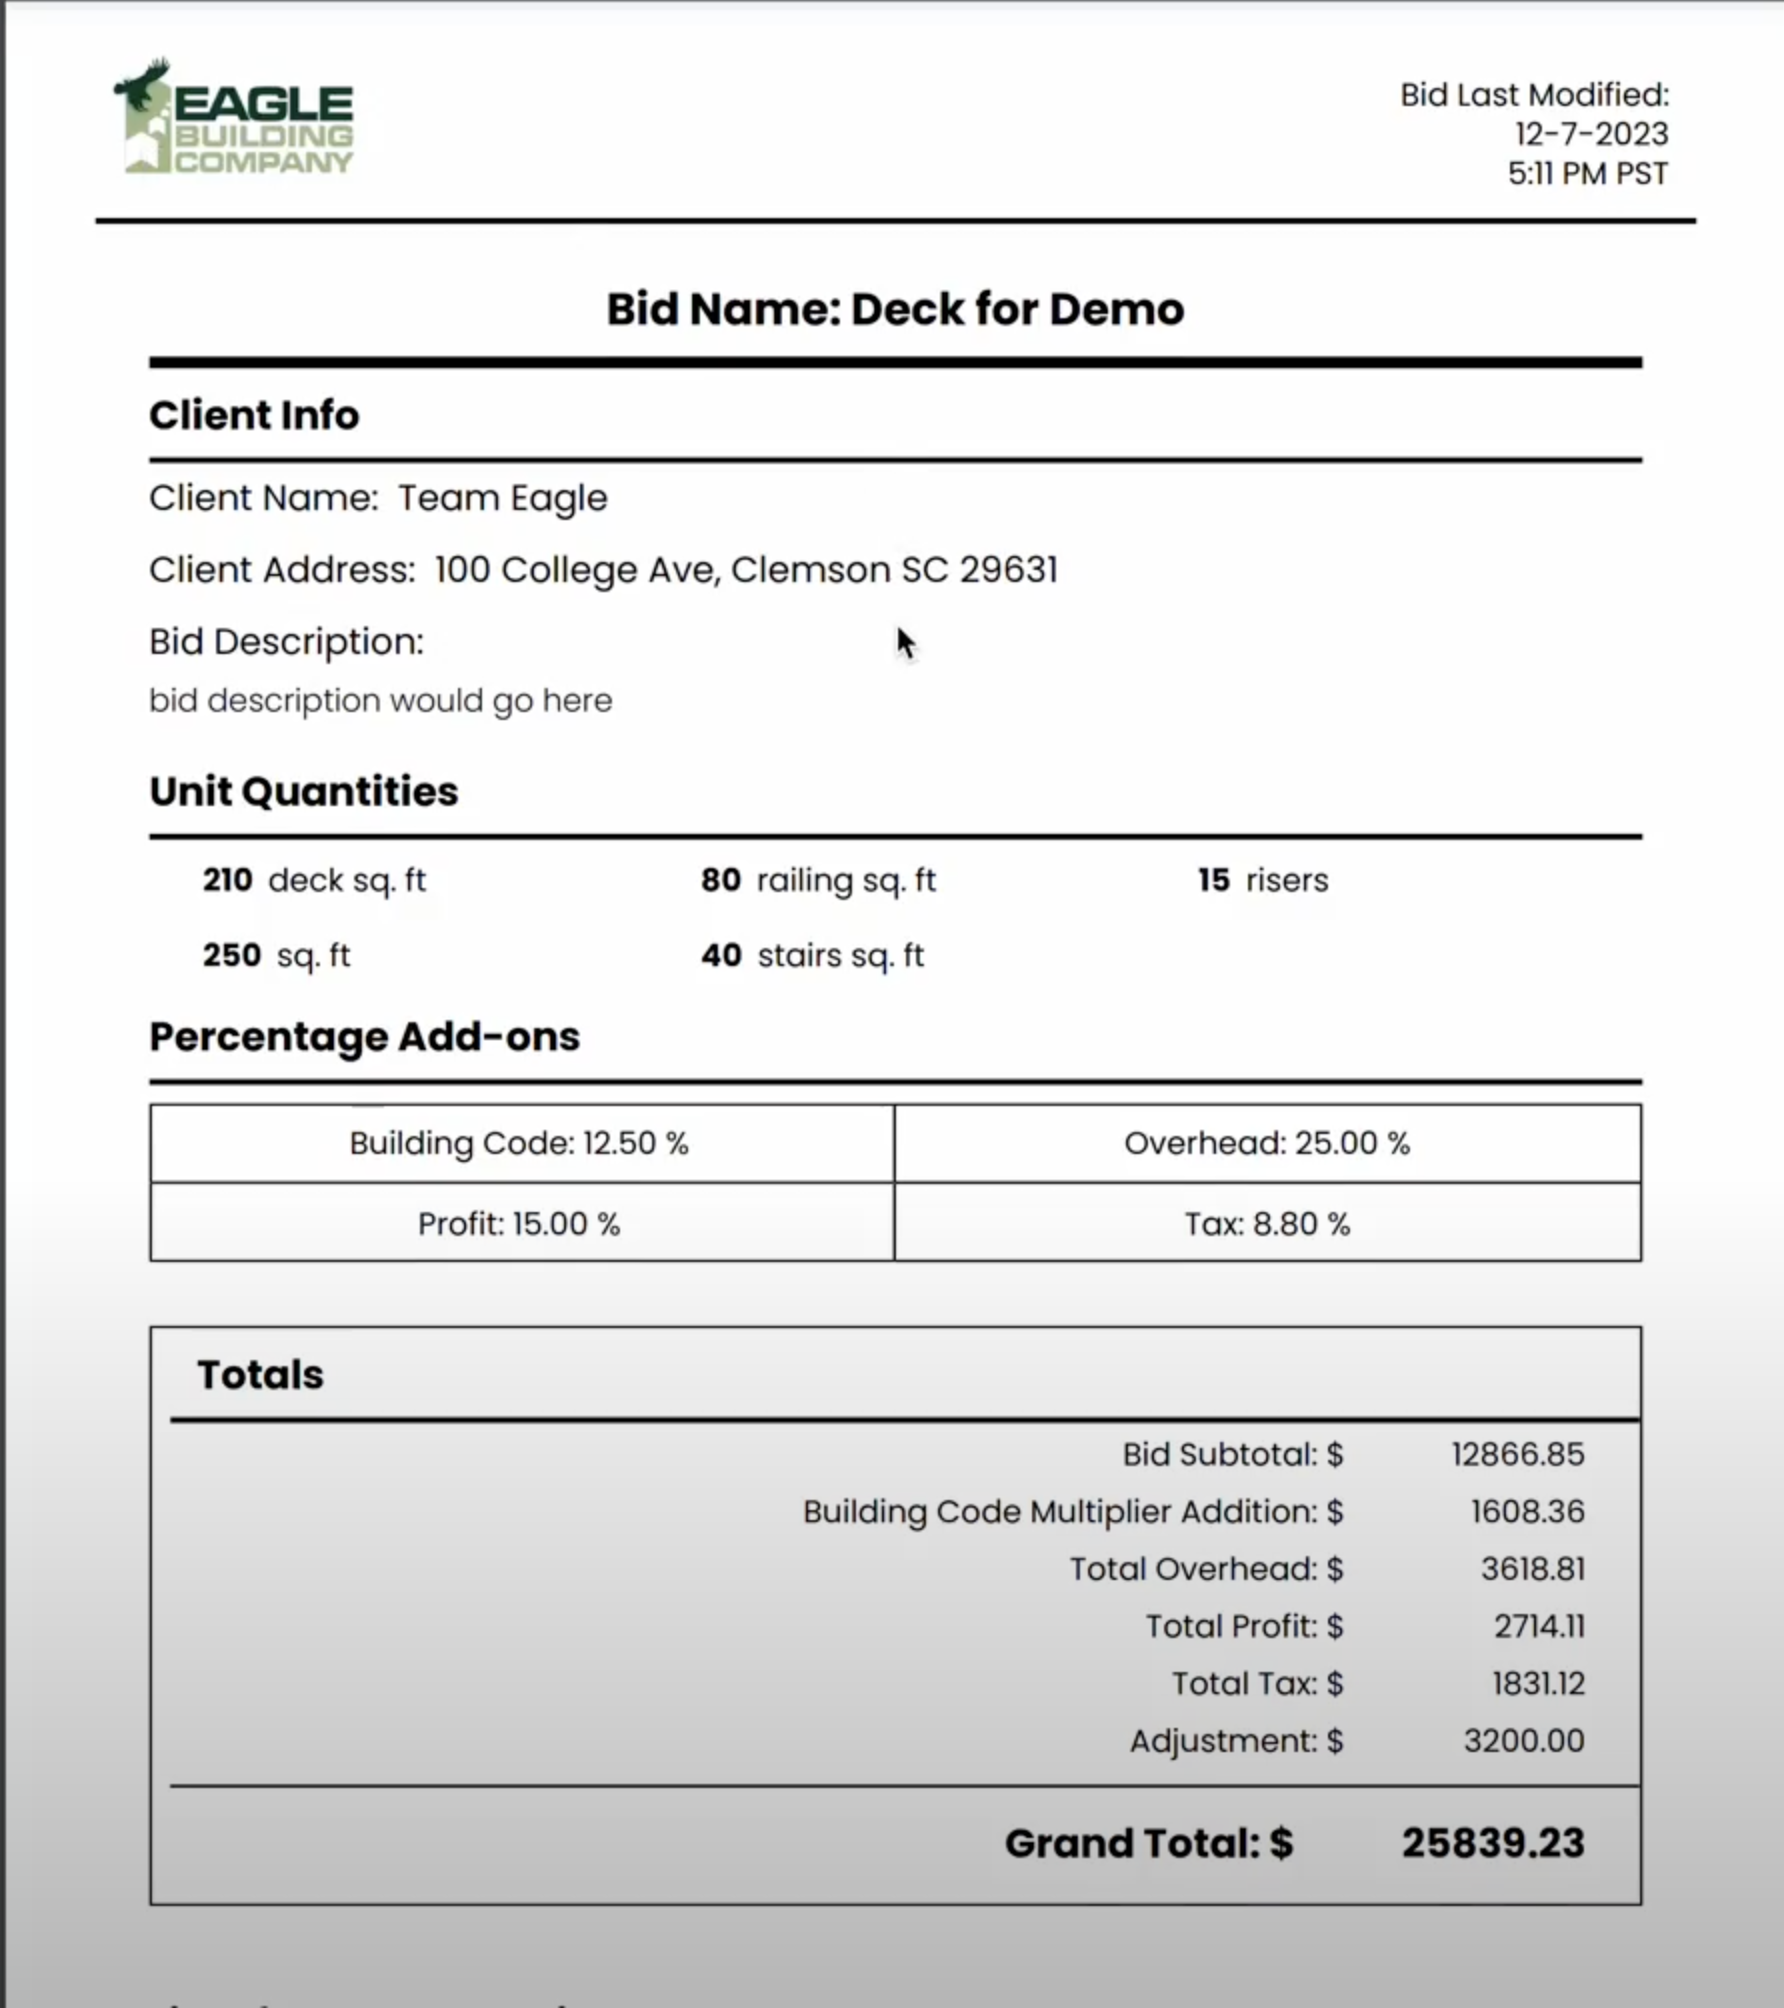 EAGLE
BUILDING
COMPANY
Bid Last Modified:
12-7-2023
5:11 PM PST
Bid Name: Deck for Demo
Client Info
Client Name: Team Eagle
Client Address: 100 College Ave, Clemson SC 29631
Bid Description:
bid description would go here
Unit Quantities
210 deck sq. ft 80 railing sq. ft 15 risers
250 sq. ft 40 stairs sq. ft
Percentage Add-ons
Building Code: 12.50 % Overhead: 25.00 %
Profit: 15.00 % Tax: 8.80 %
Totals
Bid Subtotal: $ 12866.85
Building Code Multiplier Addition: $ 1608.36
Total Overhead: $ 3618.81
Total Profit: $ 2714.11
Total Tax: $ 1831.12
Adjustment: $ 3200.00
Grand Total: $ 25839.23